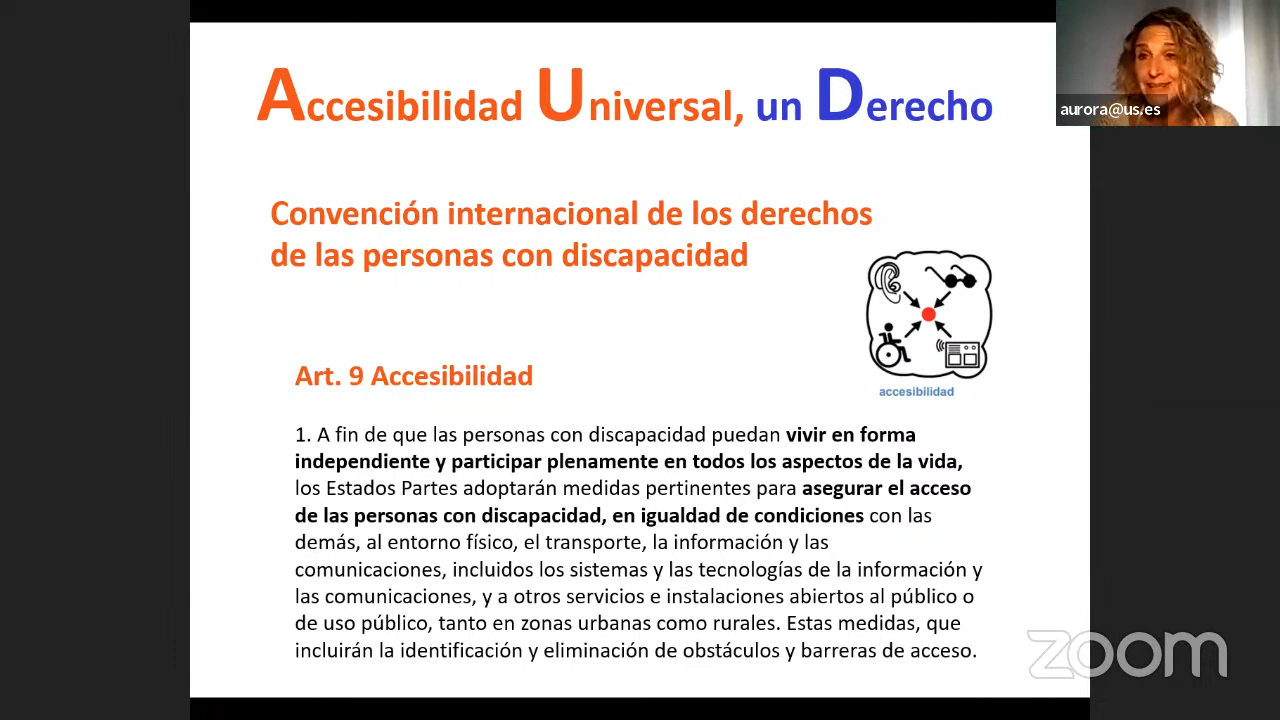 Accesibilidad Universal, un Derecho
aurora@us.es
Convención internacional de los derechos
de las personas con discapacidad
accesibilidad
Art. 9 Accesibilidad
1. A fin de que las personas con discapacidad puedan vivir en forma
independiente y participar plenamente en todos los aspectos de la vida,
los Estados Partes adoptarán medidas pertinentes para asegurar el acceso
de las personas con discapacidad, en igualdad de condiciones con las
demás, al entorno físico, el transporte, la información y las
comunicaciones, incluidos los sistemas y las tecnologías de la información y
las comunicaciones, y a otros servicios e instalaciones abiertos al público o
de uso público, tanto en zonas urbanas como rurales. Estas medidas, que
incluirán la identificación y eliminación de obstáculos y barreras de acceso.
zoom